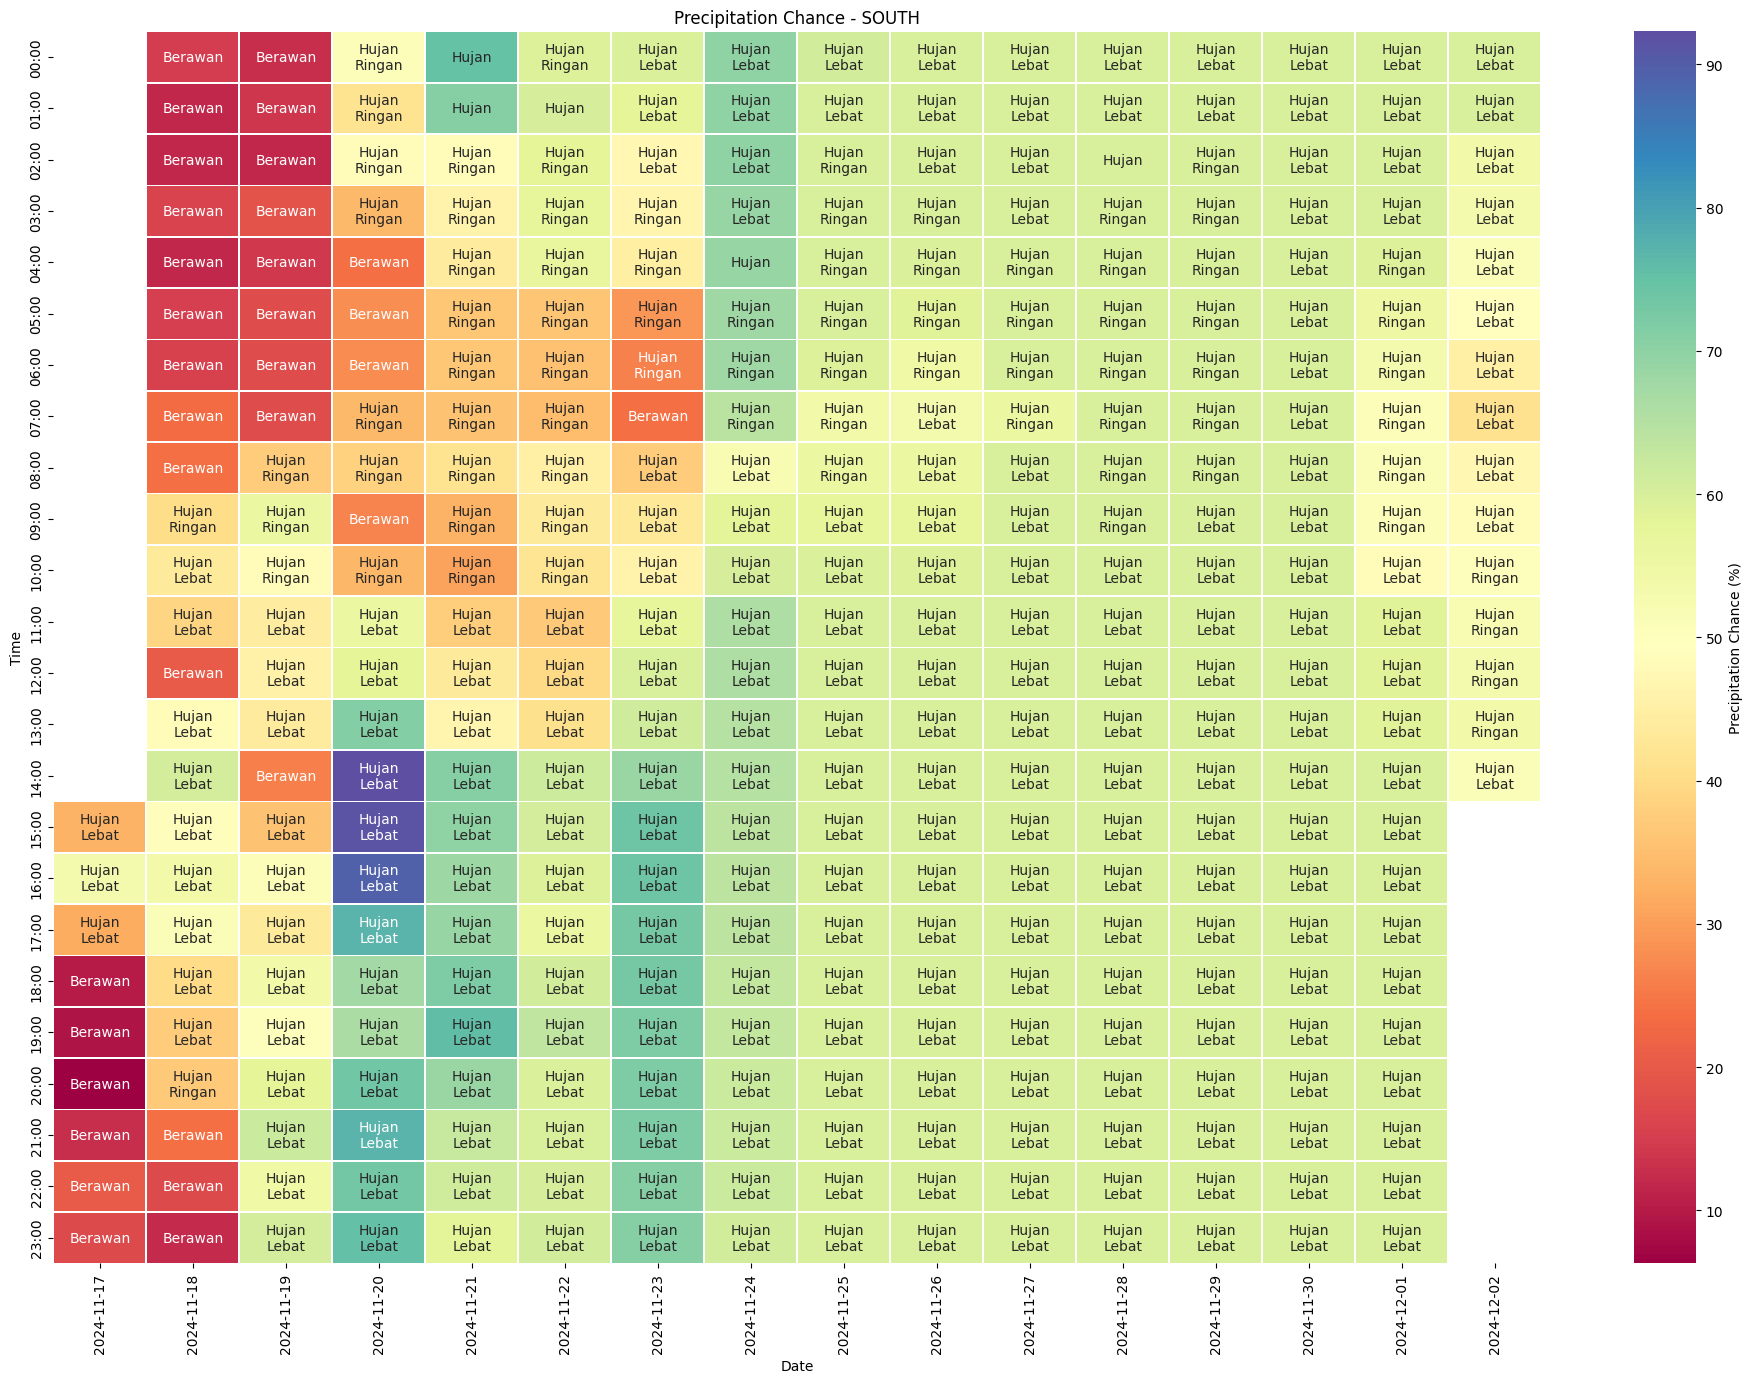 Precipitation Chance - SOUTH
00:00 Berawan Berawan Hujan Ringan Hujan Hujan Ringan Hujan Lebat Hujan Lebat Hujan Lebat Hujan Lebat Hujan Lebat Hujan Lebat Hujan Lebat Hujan Lebat Hujan Lebat Hujan Lebat
01:00 Berawan Berawan Hujan Ringan Hujan Hujan Hujan Lebat Hujan Lebat Hujan Lebat Hujan Lebat Hujan Lebat Hujan Lebat Hujan Lebat Hujan Lebat Hujan Lebat Hujan Lebat
02:00 Berawan Berawan Hujan Ringan Hujan Ringan Hujan Ringan Hujan Lebat Hujan Lebat Hujan Ringan Hujan Lebat Hujan Lebat Hujan Hujan Ringan Hujan Lebat Hujan Lebat Hujan Lebat
03:00 Berawan Berawan Hujan Ringan Hujan Ringan Hujan Ringan Hujan Ringan Hujan Lebat Hujan Ringan Hujan Ringan Hujan Lebat Hujan Ringan Hujan Ringan Hujan Lebat Hujan Lebat Hujan Lebat
04:00 Berawan Berawan Berawan Hujan Ringan Hujan Ringan Hujan Ringan Hujan Hujan Ringan Hujan Ringan Hujan Ringan Hujan Ringan Hujan Ringan Hujan Lebat Hujan Ringan Hujan Lebat
05:00 Berawan Berawan Berawan Hujan Ringan Hujan Ringan Hujan Ringan Hujan Ringan Hujan Ringan Hujan Ringan Hujan Ringan Hujan Ringan Hujan Ringan Hujan Lebat Hujan Ringan Hujan Lebat
06:00 Berawan Berawan Berawan Hujan Ringan Hujan Ringan Hujan Ringan Hujan Ringan Hujan Ringan Hujan Ringan Hujan Ringan Hujan Ringan Hujan Ringan Hujan Lebat Hujan Ringan Hujan Lebat
07:00 Berawan Berawan Hujan Ringan Hujan Ringan Hujan Ringan Berawan Hujan Ringan Hujan Ringan Hujan Lebat Hujan Ringan Hujan Ringan Hujan Ringan Hujan Lebat Hujan Ringan Hujan Lebat
08:00 Berawan Hujan Ringan Hujan Ringan Hujan Ringan Hujan Ringan Hujan Lebat Hujan Lebat Hujan Ringan Hujan Lebat Hujan Lebat Hujan Ringan Hujan Ringan Hujan Lebat Hujan Ringan Hujan Lebat
09:00 Hujan Ringan Hujan Ringan Berawan Hujan Ringan Hujan Ringan Hujan Lebat Hujan Lebat Hujan Lebat Hujan Lebat Hujan Lebat Hujan Ringan Hujan Lebat Hujan Lebat Hujan Ringan Hujan Lebat
10:00 Hujan Lebat Hujan Ringan Hujan Ringan Hujan Ringan Hujan Ringan Hujan Lebat Hujan Lebat Hujan Lebat Hujan Lebat Hujan Lebat Hujan Lebat Hujan Lebat Hujan Lebat Hujan Lebat Hujan Ringan
11:00 Hujan Lebat Hujan Lebat Hujan Lebat Hujan Lebat Hujan Lebat Hujan Lebat Hujan Lebat Hujan Lebat Hujan Lebat Hujan Lebat Hujan Lebat Hujan Lebat Hujan Lebat Hujan Lebat Hujan Ringan
12:00 Berawan Hujan Lebat Hujan Lebat Hujan Lebat Hujan Lebat Hujan Lebat Hujan Lebat Hujan Lebat Hujan Lebat Hujan Lebat Hujan Lebat Hujan Lebat Hujan Lebat Hujan Lebat Hujan Ringan
13:00 Hujan Lebat Hujan Lebat Hujan Lebat Hujan Lebat Hujan Lebat Hujan Lebat Hujan Lebat Hujan Lebat Hujan Lebat Hujan Lebat Hujan Lebat Hujan Lebat Hujan Lebat Hujan Lebat Hujan Ringan
14:00 Hujan Lebat Berawan Hujan Lebat Hujan Lebat Hujan Lebat Hujan Lebat Hujan Lebat Hujan Lebat Hujan Lebat Hujan Lebat Hujan Lebat Hujan Lebat Hujan Lebat Hujan Lebat Hujan Lebat
15:00 Hujan Lebat Hujan Lebat Hujan Lebat Hujan Lebat Hujan Lebat Hujan Lebat Hujan Lebat Hujan Lebat Hujan Lebat Hujan Lebat Hujan Lebat Hujan Lebat Hujan Lebat Hujan Lebat Hujan Lebat
16:00 Hujan Lebat Hujan Lebat Hujan Lebat Hujan Lebat Hujan Lebat Hujan Lebat Hujan Lebat Hujan Lebat Hujan Lebat Hujan Lebat Hujan Lebat Hujan Lebat Hujan Lebat Hujan Lebat Hujan Lebat
17:00 Hujan Lebat Hujan Lebat Hujan Lebat Hujan Lebat Hujan Lebat Hujan Lebat Hujan Lebat Hujan Lebat Hujan Lebat Hujan Lebat Hujan Lebat Hujan Lebat Hujan Lebat Hujan Lebat Hujan Lebat
18:00 Berawan Hujan Lebat Hujan Lebat Hujan Lebat Hujan Lebat Hujan Lebat Hujan Lebat Hujan Lebat Hujan Lebat Hujan Lebat Hujan Lebat Hujan Lebat Hujan Lebat Hujan Lebat Hujan Lebat
19:00 Berawan Hujan Lebat Hujan Lebat Hujan Lebat Hujan Lebat Hujan Lebat Hujan Lebat Hujan Lebat Hujan Lebat Hujan Lebat Hujan Lebat Hujan Lebat Hujan Lebat Hujan Lebat Hujan Lebat
20:00 Berawan Hujan Ringan Hujan Lebat Hujan Lebat Hujan Lebat Hujan Lebat Hujan Lebat Hujan Lebat Hujan Lebat Hujan Lebat Hujan Lebat Hujan Lebat Hujan Lebat Hujan Lebat Hujan Lebat
21:00 Berawan Berawan Hujan Lebat Hujan Lebat Hujan Lebat Hujan Lebat Hujan Lebat Hujan Lebat Hujan Lebat Hujan Lebat Hujan Lebat Hujan Lebat Hujan Lebat Hujan Lebat Hujan Lebat
22:00 Berawan Berawan Hujan Lebat Hujan Lebat Hujan Lebat Hujan Lebat Hujan Lebat Hujan Lebat Hujan Lebat Hujan Lebat Hujan Lebat Hujan Lebat Hujan Lebat Hujan Lebat Hujan Lebat
23:00 Berawan Berawan Hujan Lebat Hujan Lebat Hujan Lebat Hujan Lebat Hujan Lebat Hujan Lebat Hujan Lebat Hujan Lebat Hujan Lebat Hujan Lebat Hujan Lebat Hujan Lebat Hujan Lebat
Time
2024-11-17
2024-11-18
2024-11-19
2024-11-20
2024-11-21
2024-11-22
2024-11-23
2024-11-24
2024-11-25
2024-11-26
2024-11-27
2024-11-28
2024-11-29
2024-11-30
2024-12-01
2024-12-02
Date
90
80
70
60
50
40
30
20
10
Precipitation Chance (%)